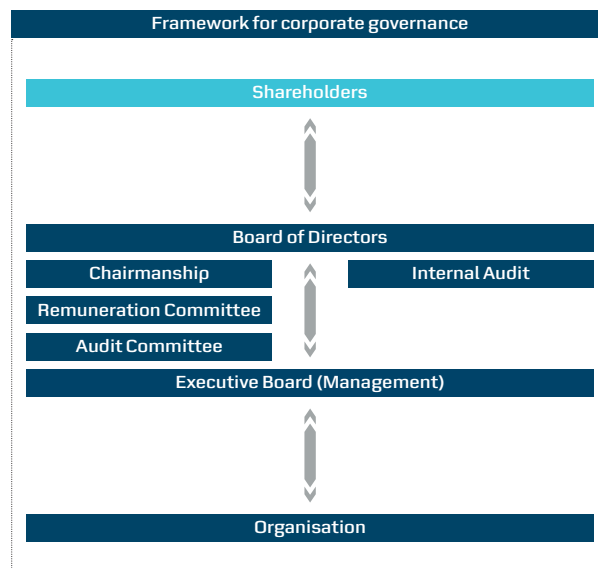 Framework for corporate governance
Shareholders
Board of Directors
Chairmanship
Internal Audit
Remuneration Committee
Audit Committee
Executive Board (Management)
Organisation